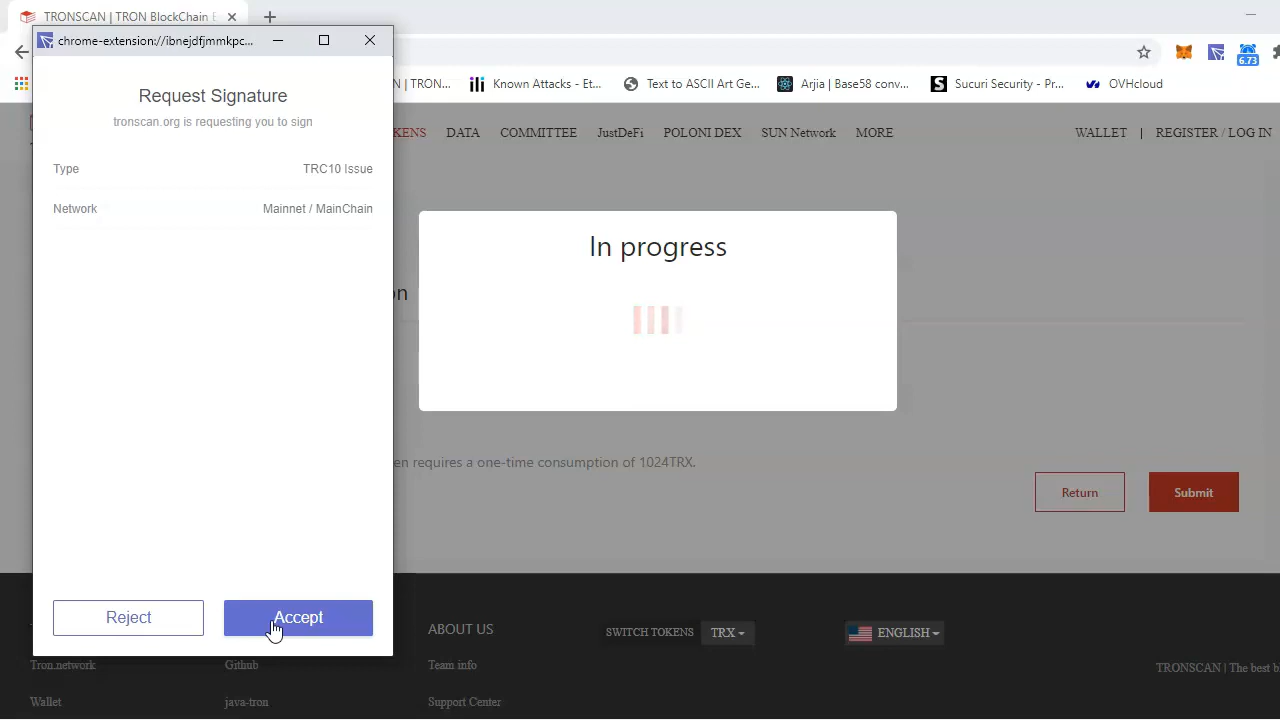 TRONSCAN | TRON BlockChain E
chrome-extension://ibnejdfjmmkpc...
6.73
N | TRON...
Known Attacks - Et...
Text to ASCII Art Ge...
Arjia | Base58 conv...
Sucuri Security - Pr...
OVHcloud
KENS
DATA
COMMITTEE
JustDeFi
POLONI DEX
SUN Network
MORE
WALLET | REGISTER / LOG IN
Request Signature
tronscan.org is requesting you to sign
Type TRC10 Issue
Network Mainnet / MainChain
In progress
on
en requires a one-time consumption of 1024TRX.
Return
Submit
Reject
Accept
ABOUT US
SWITCH TOKENS
TRX
ENGLISH
Tron.network
Github
Team info
TRONSCAN | The best b
Wallet
java-tron
Support Center